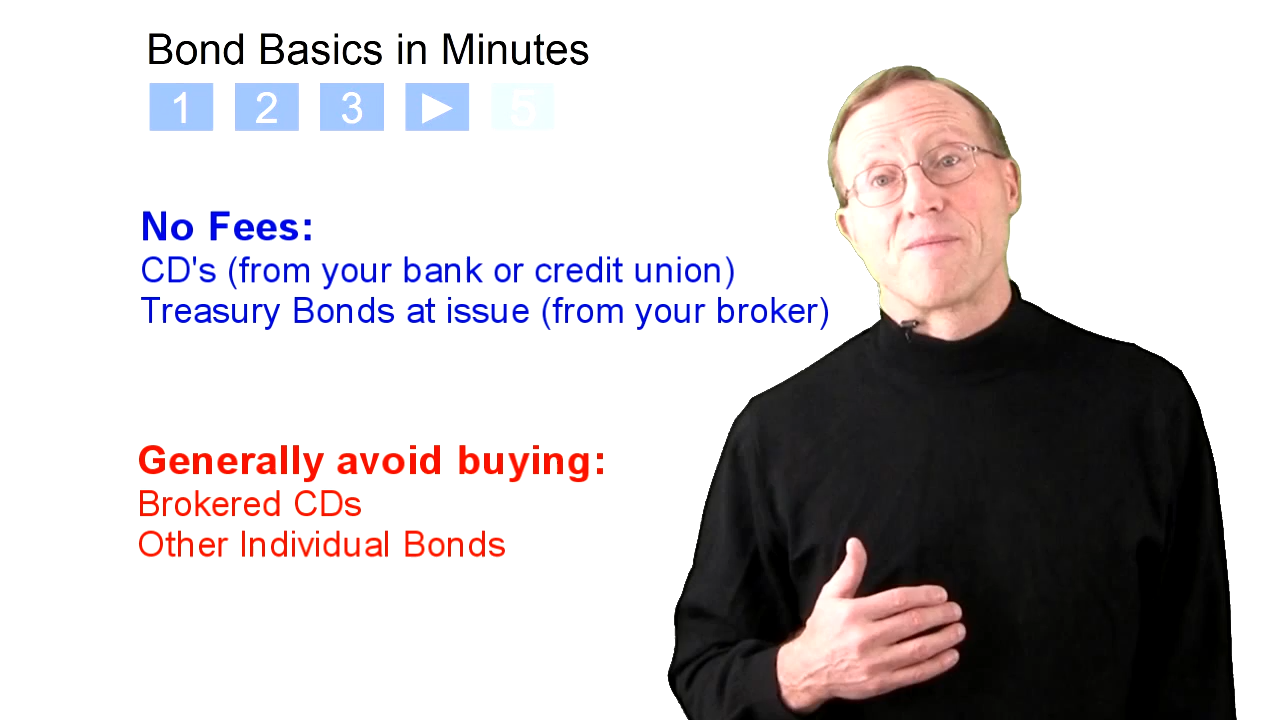 Bond Basics in Minutes
1 2 3 5
No Fees:
CD's (from your bank or credit union)
Treasury Bonds at issue (from your broker)
Generally avoid buying:
Brokered CDs
Other Individual Bonds